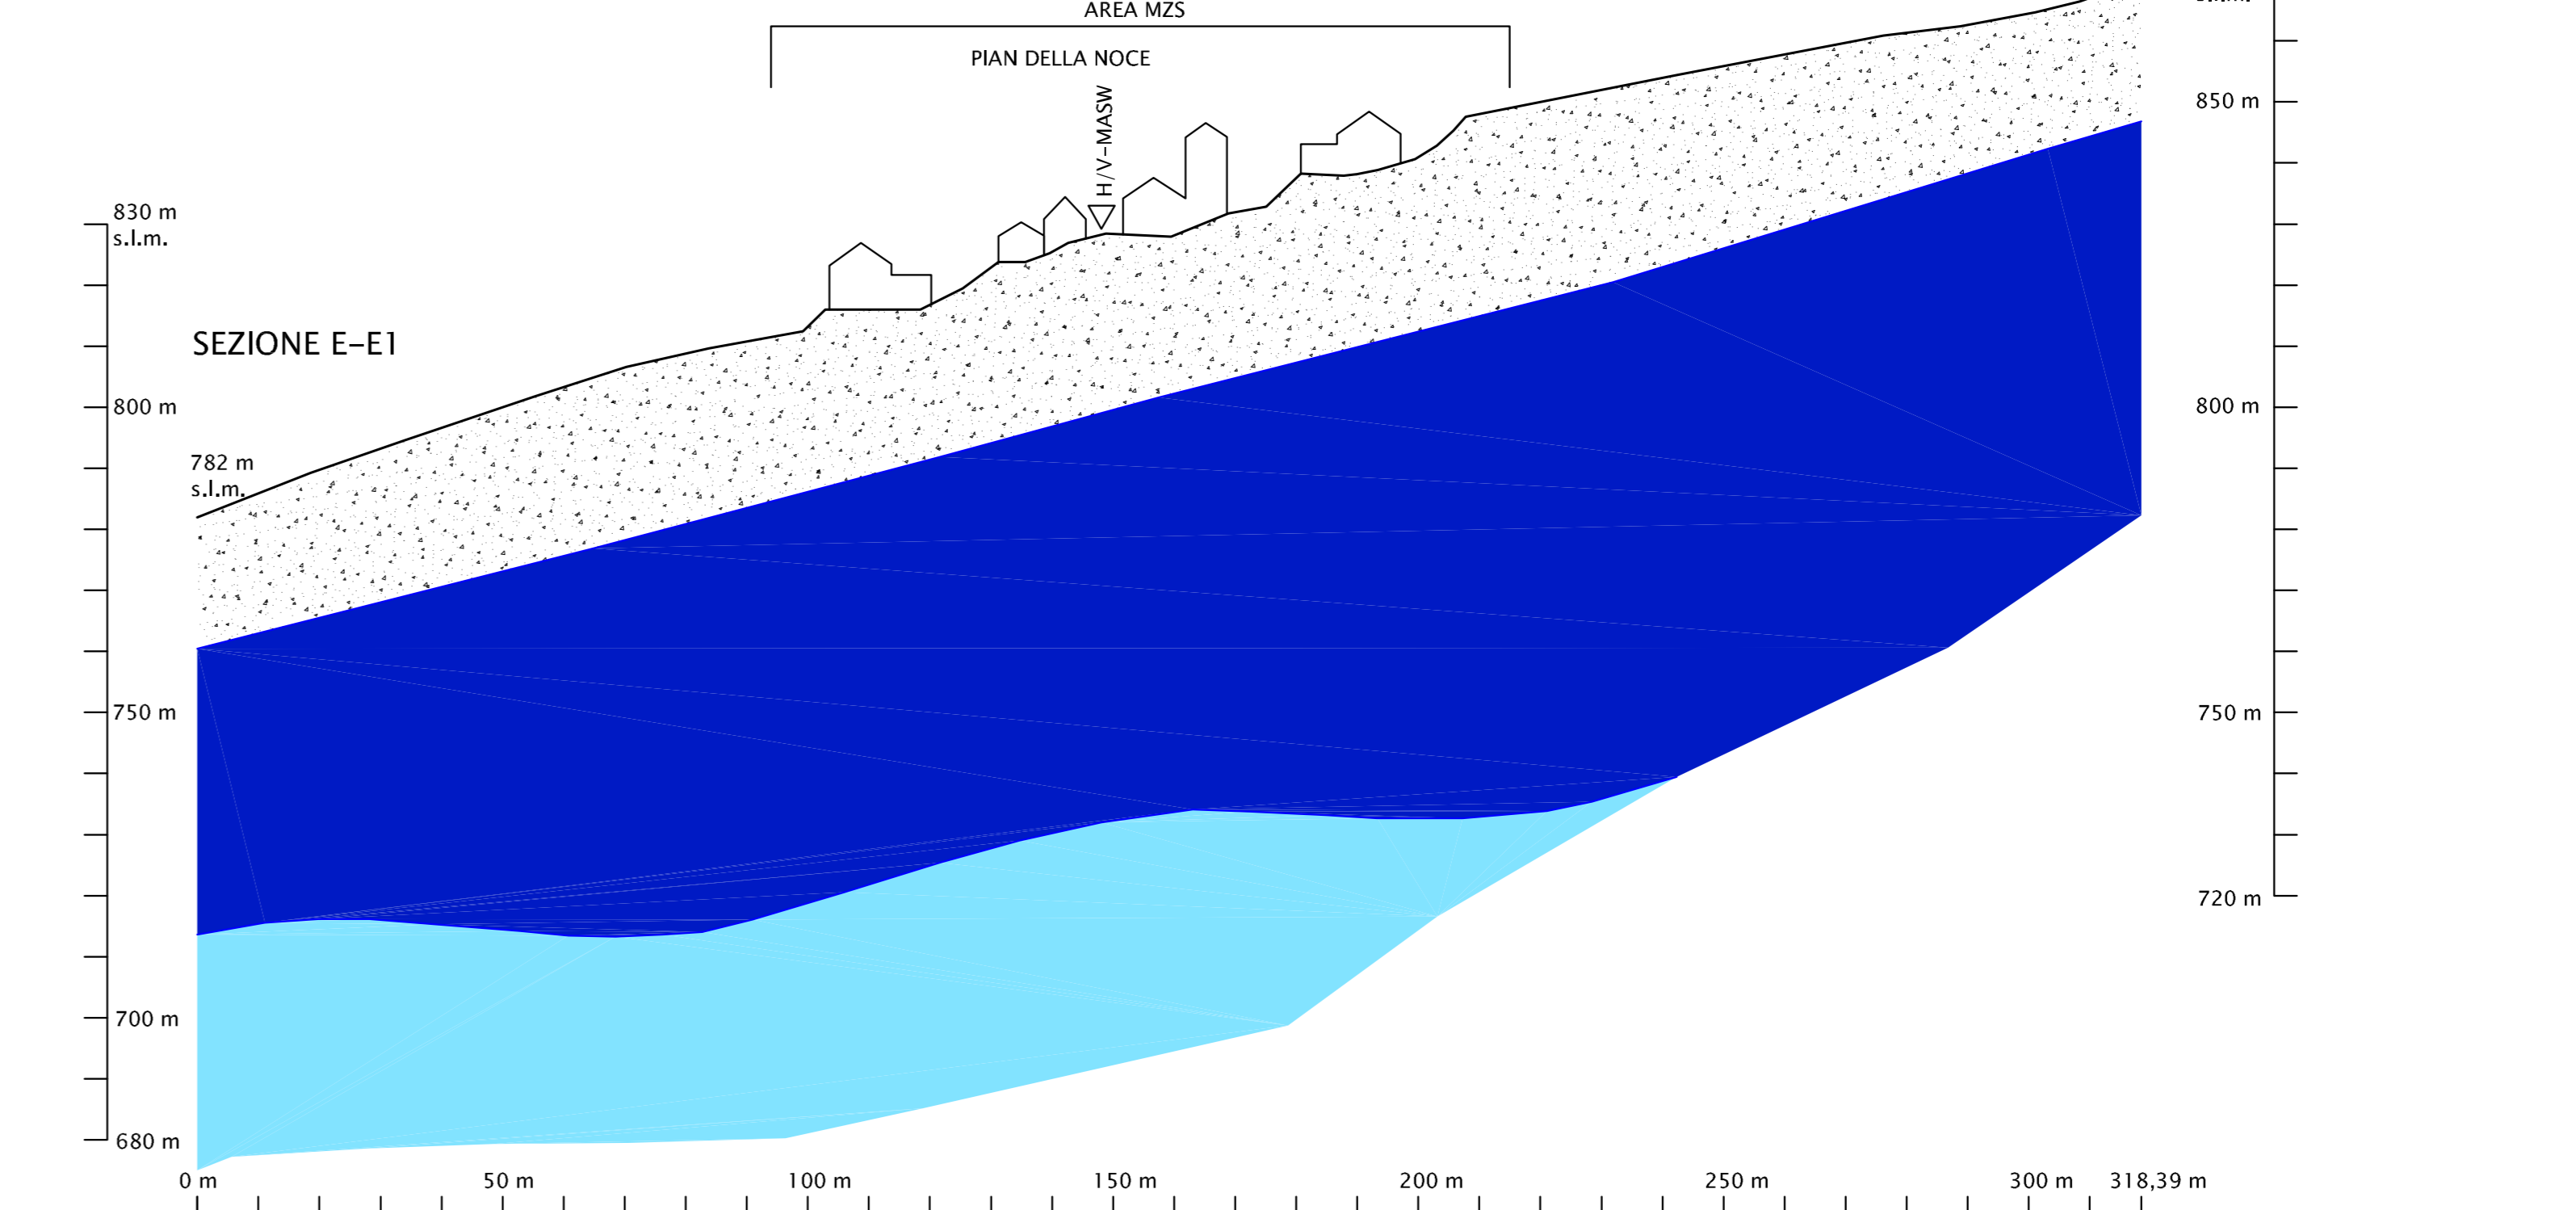 AREA MZS
PIAN DELLA NOCE
H/V-MASW
850 m
830 m
s.l.m.
SEZIONE E-E1
800 m
800 m
782 m
s.l.m.
750 m
750 m
720 m
700 m
680 m
0 m 50 m 100 m 150 m 200 m 250 m 300 m 318,39 m